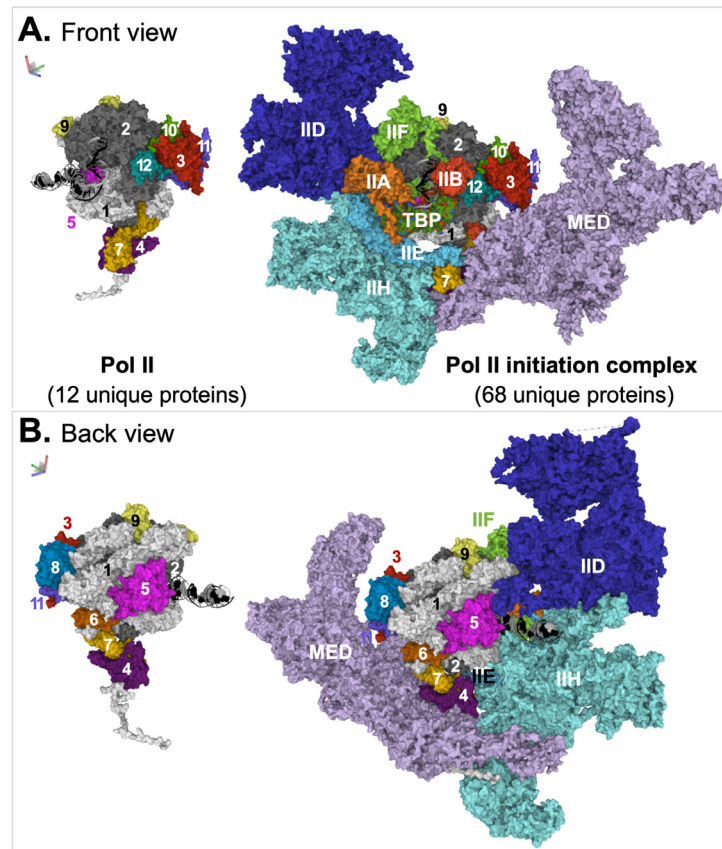 A. Front view
9
2
10
11
12
3
5
1
7
4
IID
IIF
9
2
10
11
IIA
IIB
12
3
TBP
1
MED
IIE
IIH
7
Pol II
(12 unique proteins)
Pol II initiation complex
(68 unique proteins)
B. Back view
3
9
8
1
2
5
11
6
7
4
IIF
9
3
IID
8
1
5
11
MED
6
7
2
IIE
IIH
4